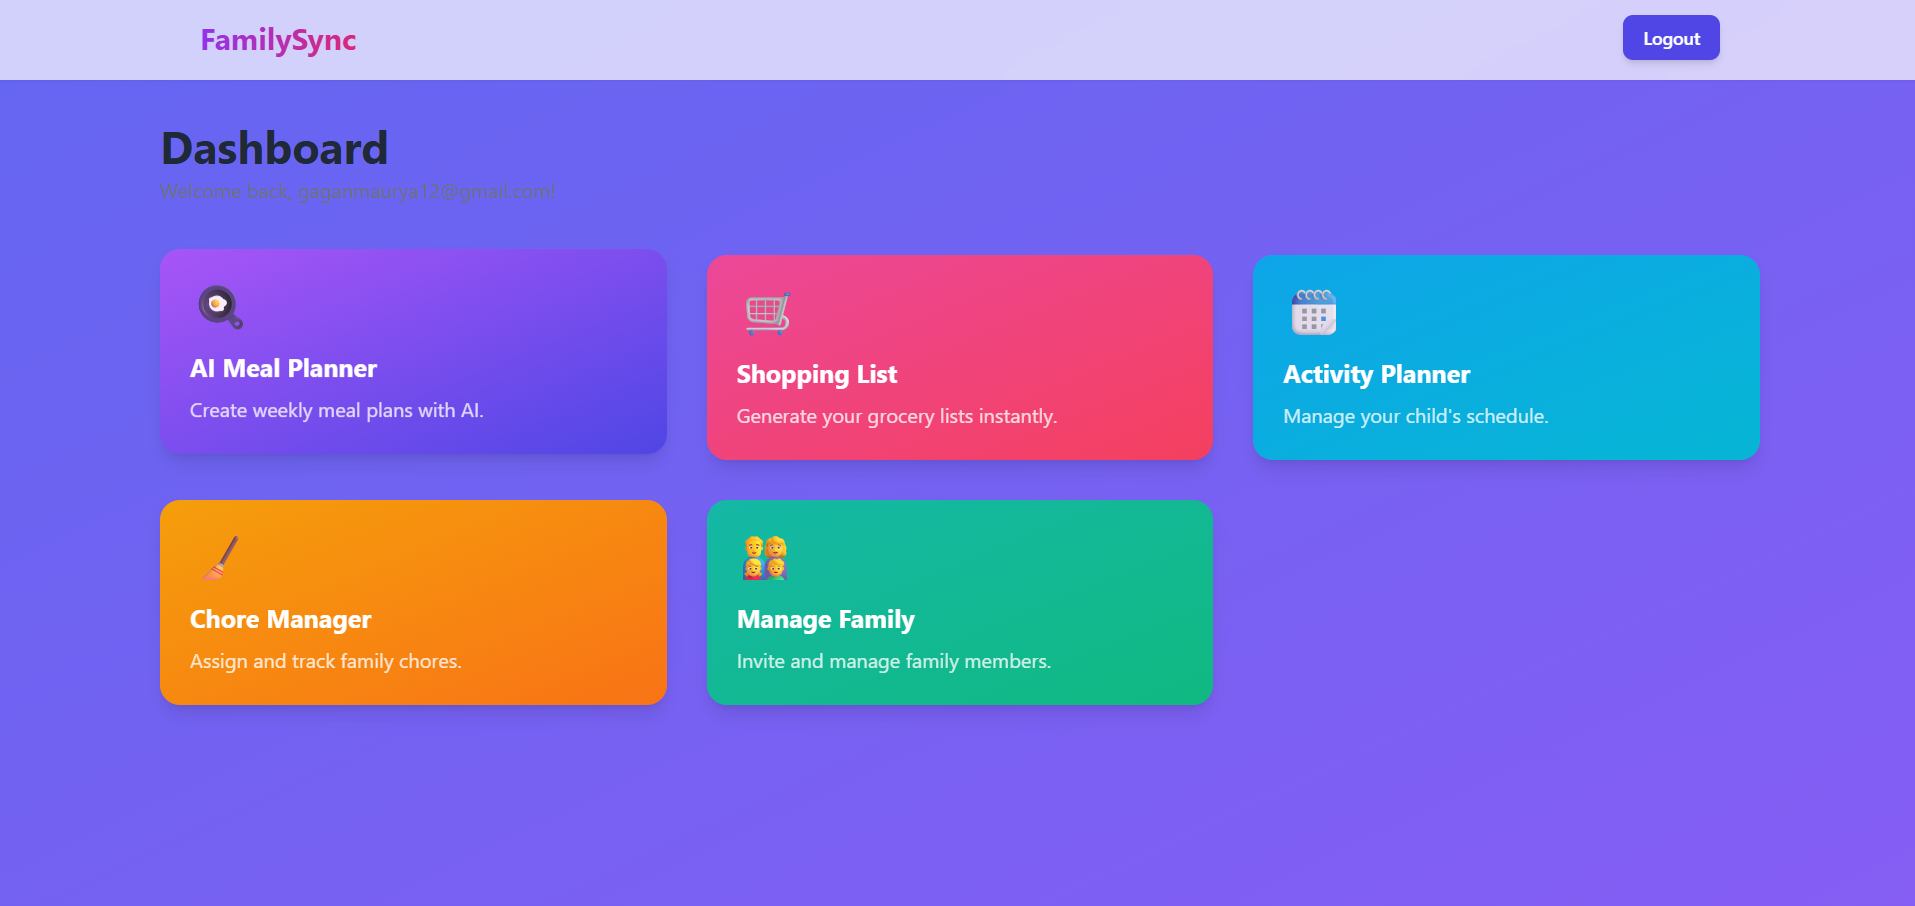 FamilySync
Logout
Dashboard
Welcome back, gaganmaurya12@gmail.com!
AI Meal Planner
Create weekly meal plans with AI.
Shopping List
Generate your grocery lists instantly.
Activity Planner
Manage your child's schedule.
Chore Manager
Assign and track family chores.
Manage Family
Invite and manage family members.